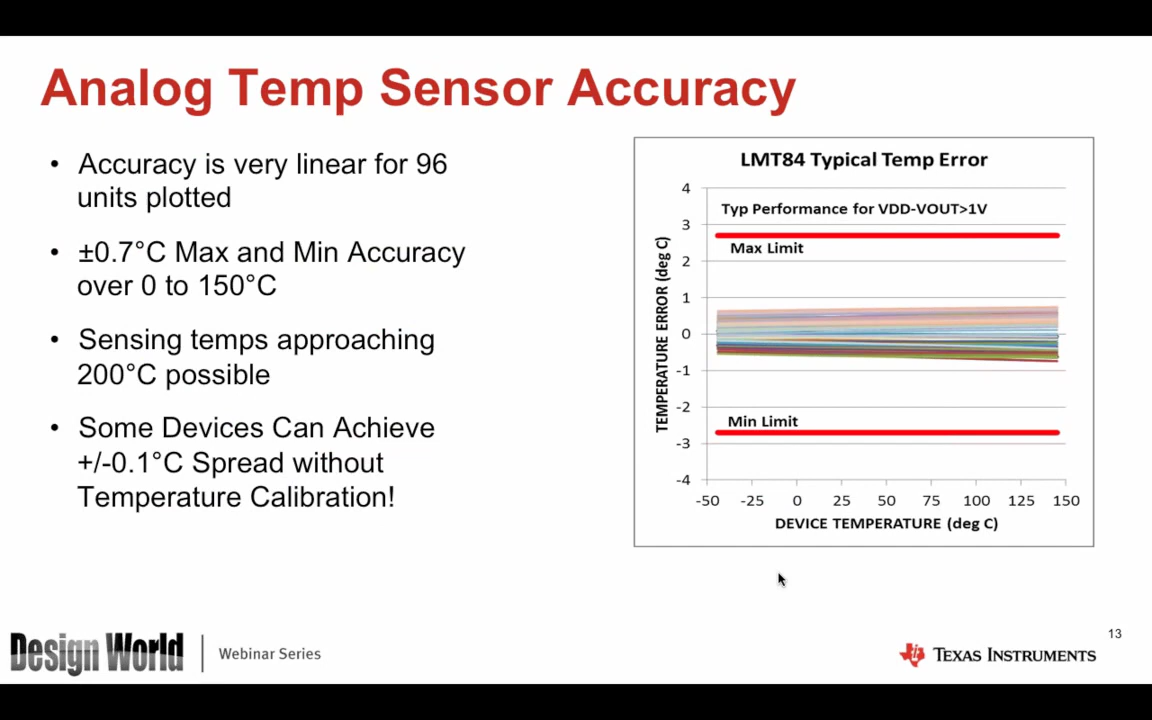 Analog Temp Sensor Accuracy
• Accuracy is very linear for 96
units plotted
• ±0.7°C Max and Min Accuracy
over 0 to 150°C
• Sensing temps approaching
200°C possible
• Some Devices Can Achieve
+/-0.1°C Spread without
Temperature Calibration!
LMT84 Typical Temp Error
Typ Performance for VDD-VOUT>1V
Max Limit
Min Limit
TEMPERATURE ERROR (deg C)
4
3
2
1
0
-1
-2
-3
-4
-50 -25 0 25 50 75 100 125 150
DEVICE TEMPERATURE (deg C)
13
Design World
Webinar Series
TEXAS INSTRUMENTS